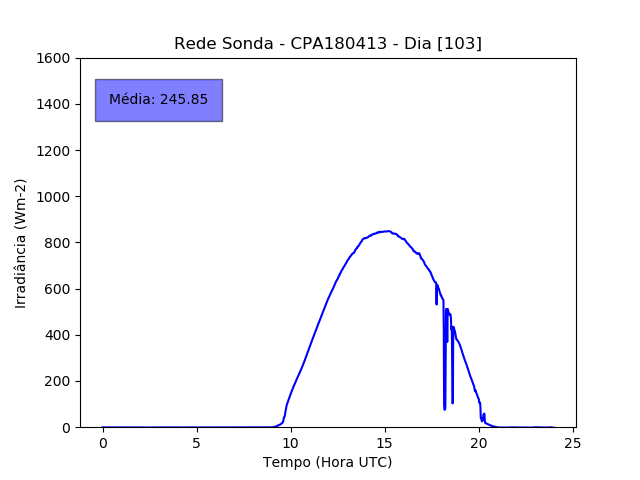 Rede Sonda - CPA180413 - Dia [103]
1600
1400
1200
1000
800
600
400
200
0
Média: 245.85
Irradiância (Wm-2)
0 5 10 15 20 25
Tempo (Hora UTC)